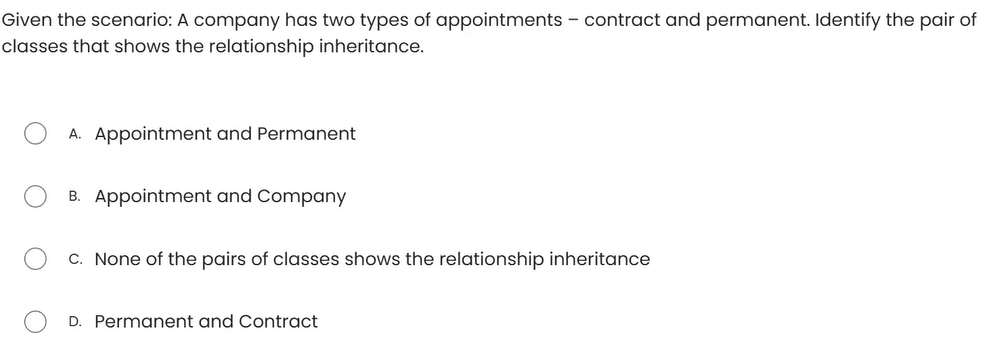 Given the scenario: A company has two types of appointments – contract and permanent. Identify the pair of
classes that shows the relationship inheritance.
A. Appointment and Permanent
B. Appointment and Company
C. None of the pairs of classes shows the relationship inheritance
D. Permanent and Contract